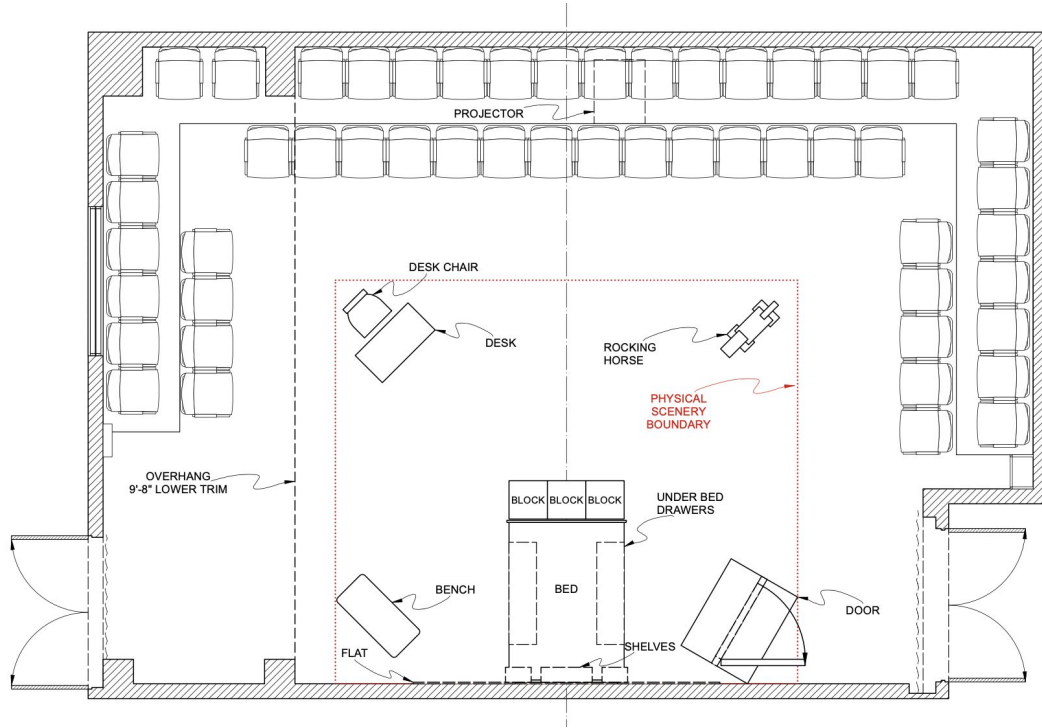 PROJECTOR
DESK CHAIR
DESK
ROCKING
HORSE
PHYSICAL
SCENERY
BOUNDARY
OVERHANG
9'-8" LOWER TRIM
BLOCK BLOCK BLOCK
UNDER BED
DRAWERS
BED
BENCH
DOOR
SHELVES
FLAT